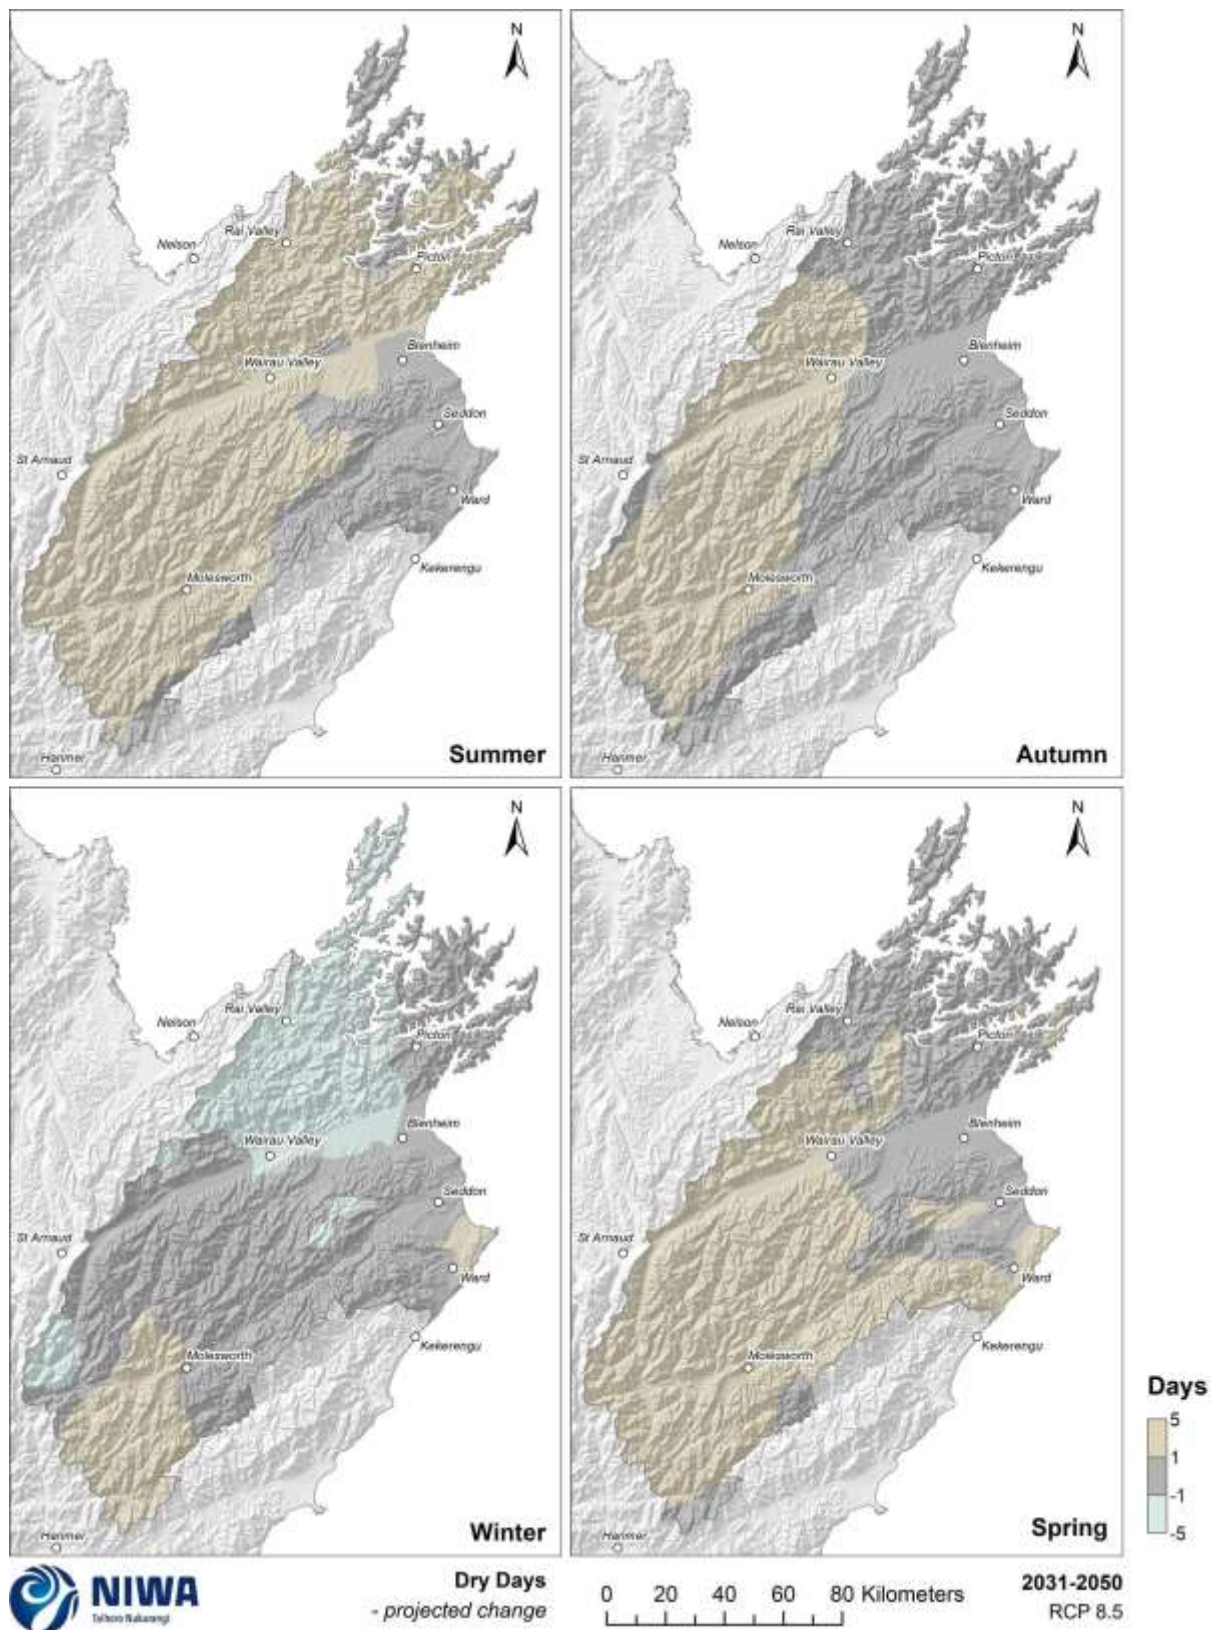 N
Nelson
Rai Valley
Picton
Blenheim
Wairau Valley
Seddon
St Arnaud
Ward
Kekerengu
Molesworth
Hanmer
Summer
N
Nelson
Rai Valley
Picton
Blenheim
Wairau Valley
Seddon
St Arnaud
Ward
Kekerengu
Molesworth
Hanmer
Autumn
N
Nelson
Rai Valley
Picton
Blenheim
Wairau Valley
Seddon
St Arnaud
Ward
Kekerengu
Molesworth
Hanmer
Winter
N
Nelson
Rai Valley
Picton
Blenheim
Wairau Valley
Seddon
St Arnaud
Ward
Kekerengu
Molesworth
Hanmer
Spring
Days
5
1
-1
-5
NIWA
Taihoro Nukurangi
Dry Days
- projected change
0 20 40 60 80 Kilometers
2031-2050
RCP 8.5